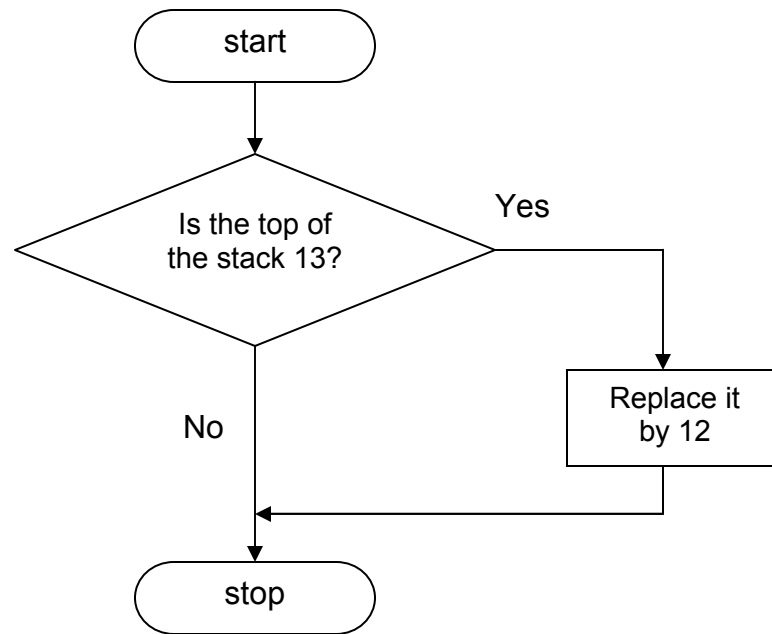 start
Is the top of
the stack 13?
Yes
Replace it
by 12
No
stop